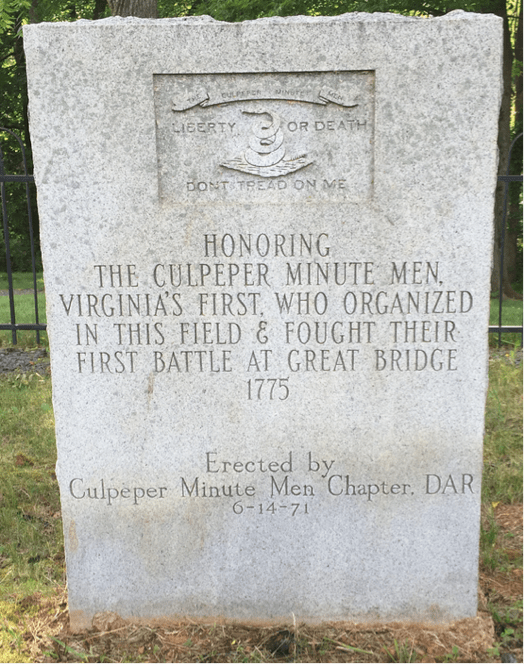 THE CULPEPER MINUTE MEN
LIBERTY OR DEATH
DONT TREAD ON ME
HONORING
THE CULPEPER MINUTE MEN,
VIRGINIA'S FIRST, WHO ORGANIZED
IN THIS FIELD & FOUGHT THEIR
FIRST BATTLE AT GREAT BRIDGE
1775
Erected by
Culpeper Minute Men Chapter, DAR
6-14-71